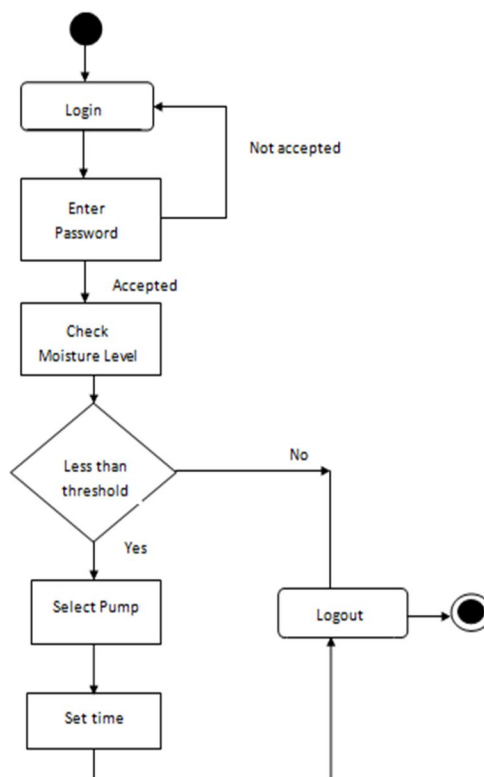 Login
Not accepted
Enter
Password
Accepted
Check
Moisture Level
Less than
threshold
No
Yes
Select Pump
Logout
Set time